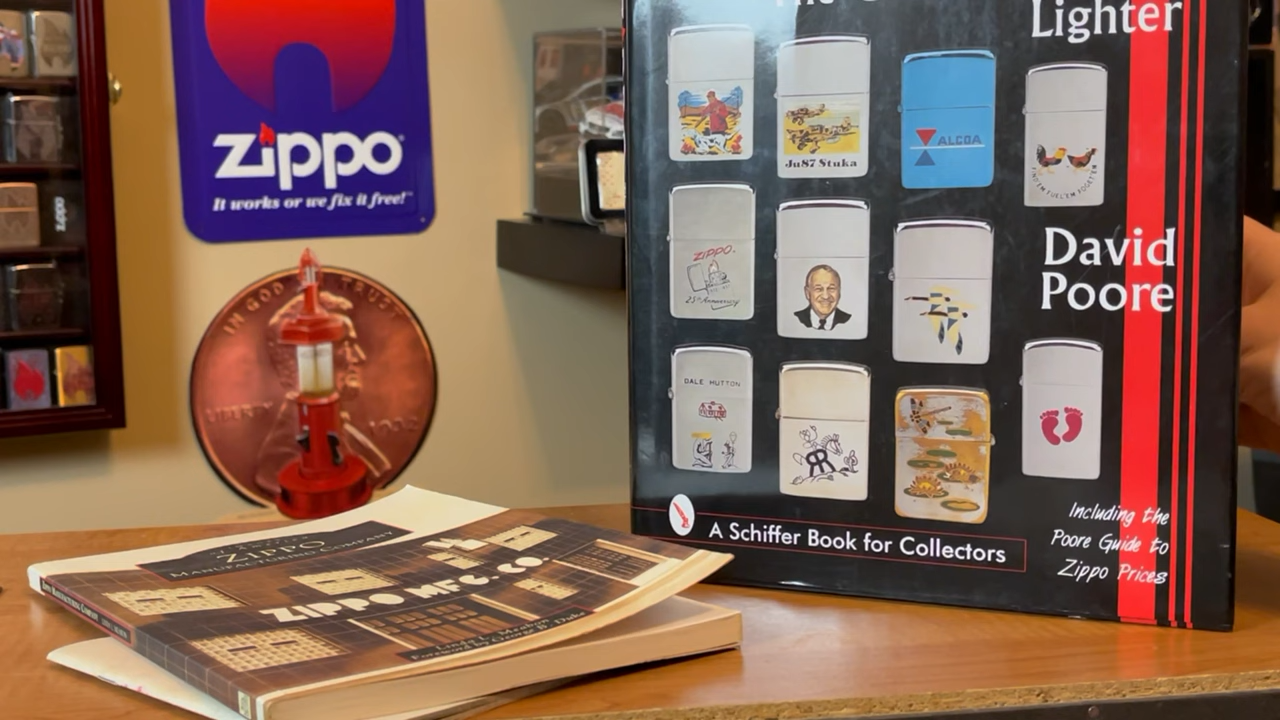 zippo
It works or we fix it free!™
zippo
IN GOD TRUST
LIBERTY
Lighter
Ju87 Stuka
ALCOA
ZIPPO.
25th Anniversary
David
Poore
DALE HUTTON
Including the
Poore Guide to
Zippo Prices
A Schiffer Book for Collectors
ZIPPO
MANUFACTURING COMPANY
ZIPPO MFG. CO.